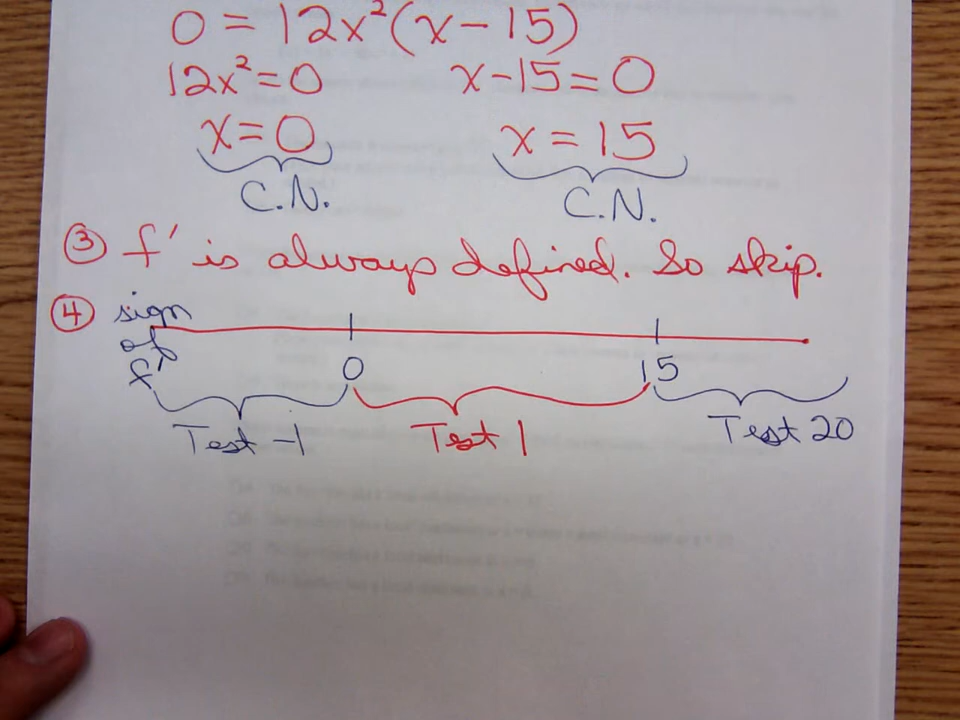 0 = 12x²(x-15)
12x² = 0 x-15 = 0
x = 0 x = 15
C.N. C.N.
③ f' is always defined. So skip.
④ sign
of
f'
0 15
Test -1 Test 1 Test 20